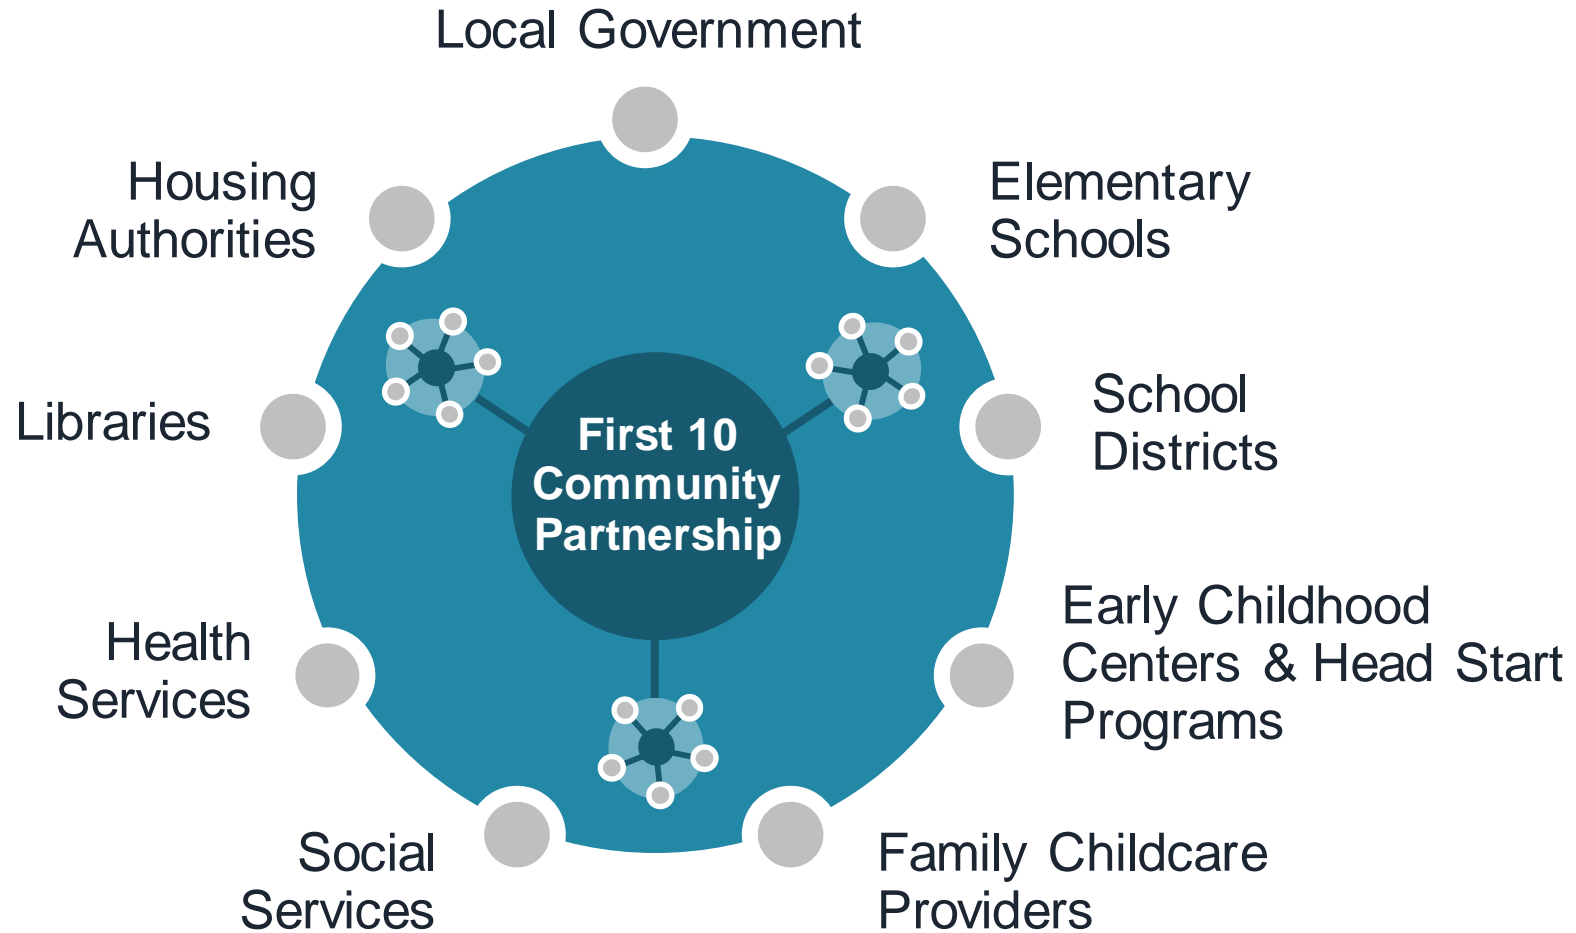 Local Government
Housing
Authorities
Elementary
Schools
Libraries
First 10
Community
Partnership
School
Districts
Health
Services
Early Childhood
Centers & Head Start
Programs
Social
Services
Family Childcare
Providers